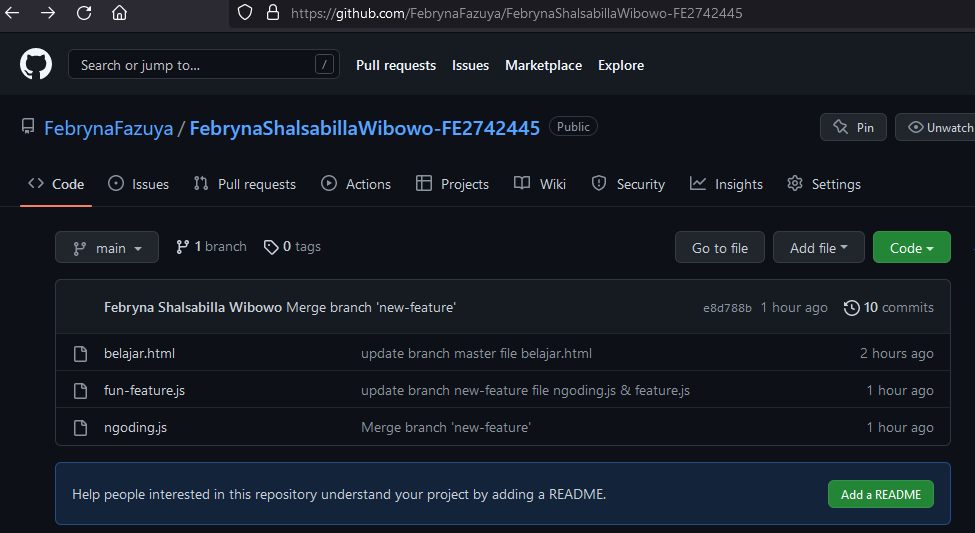 https://github.com/FebrynaFazuya/FebrynaShalsabillaWibowo-FE2742445
Search or jump to... /
Pull requests Issues Marketplace Explore
FebrynaFazuya / FebrynaShalsabillaWibowo-FE2742445 Public
Pin Unwatch
Code Issues Pull requests Actions Projects Wiki Security Insights Settings
main 1 branch 0 tags Go to file Add file Code
Febryna Shalsabilla Wibowo Merge branch 'new-feature' e8d788b 1 hour ago 10 commits
belajar.html update branch master file belajar.html 2 hours ago
fun-feature.js update branch new-feature file ngoding.js & feature.js 1 hour ago
ngoding.js Merge branch 'new-feature' 1 hour ago
Help people interested in this repository understand your project by adding a README. Add a README